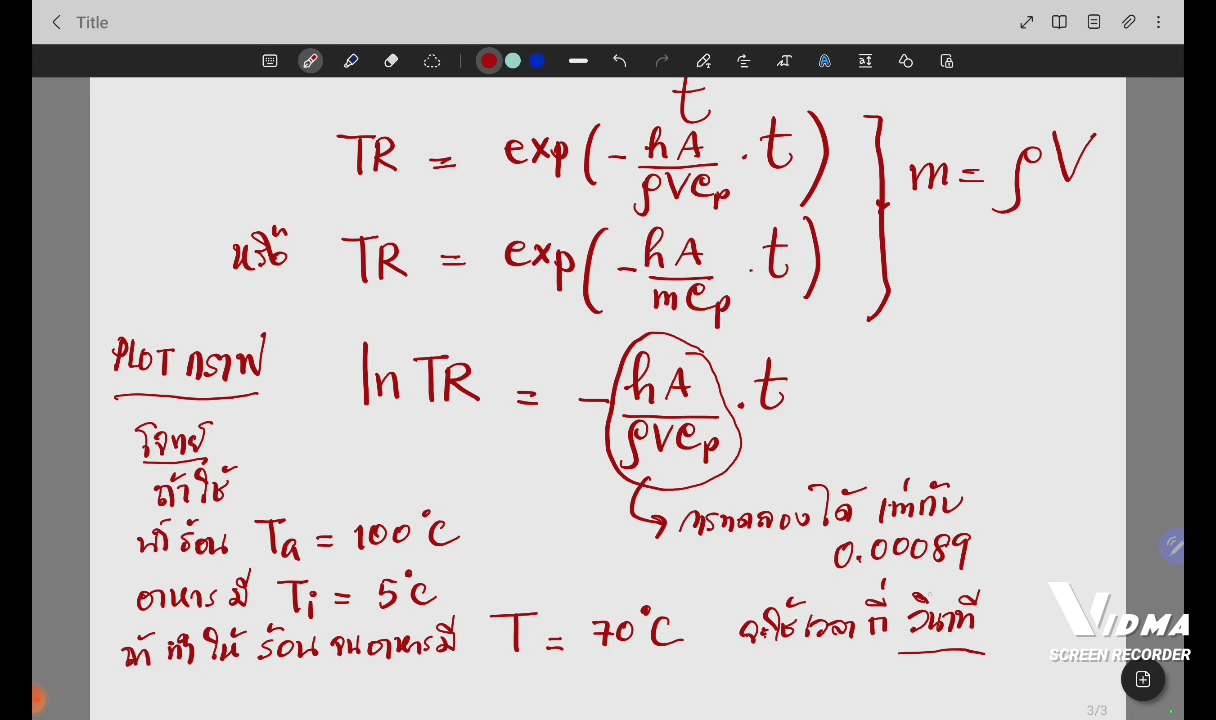 Title
t
TR = exp(- hA/ρVCp . t) } m = ρV
หรือ TR = exp(- hA/mCp . t)
PLOT กราฟ
ln TR = - hA/ρVCp . t
โจทย์
ถ้าใช้
การทดลองได้ เท่ากับ
0.00089
น้ำร้อน Ta = 100°C
อาหารมี Ti = 5°C
ถ้า ทำให้ ร้อน จนอาหารมี T = 70°C จะใช้เวลา กี่ วินาที
VIDMA
SCREEN RECORDER
3/3